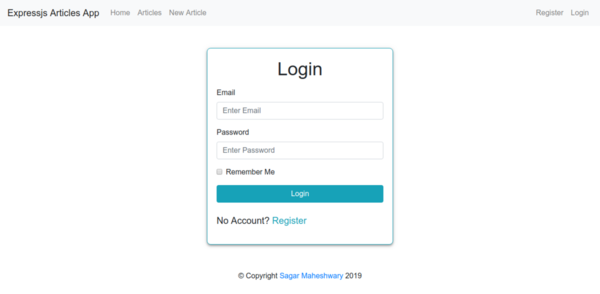 Expressjs Articles App Home Articles New Article Register Login
Login
Email
Enter Email
Password
Enter Password
Remember Me
Login
No Account? Register
© Copyright Sagar Maheshwary 2019